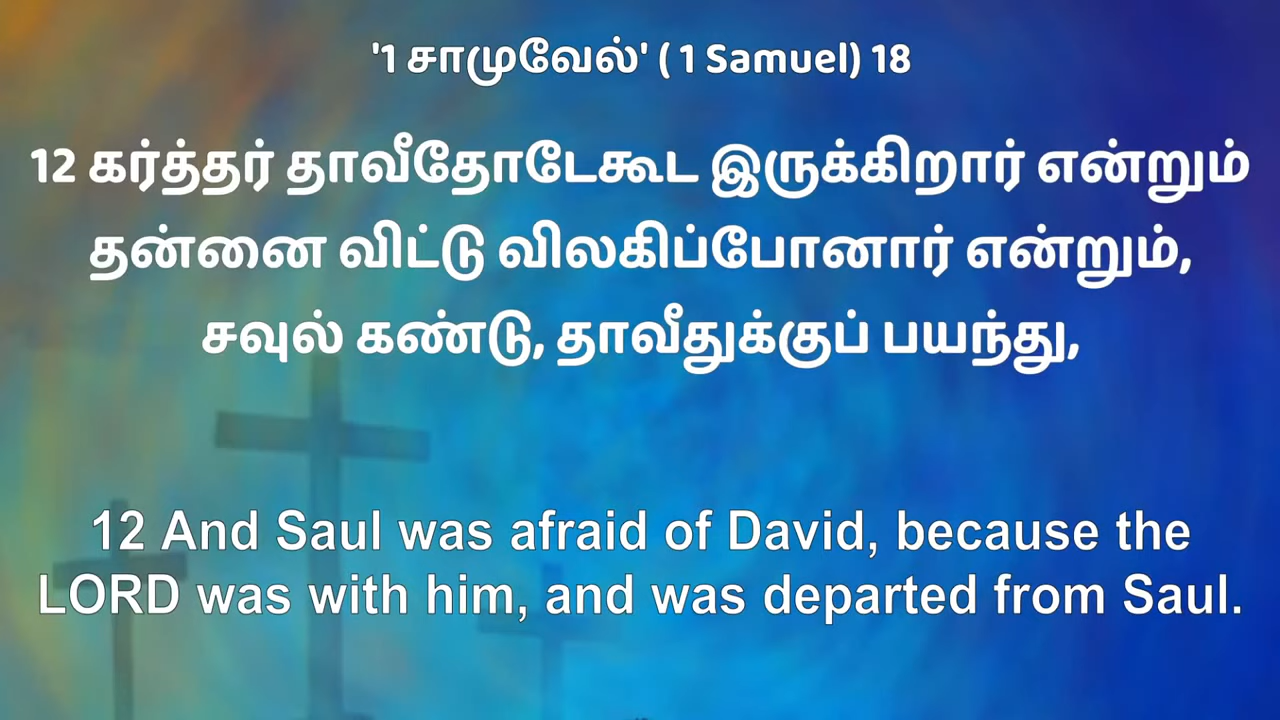 '1 சாமுவேல்' ( 1 Samuel) 18
12 கர்த்தர் தாவீதோடேகூட இருக்கிறார் என்றும்
தன்னை விட்டு விலகிப்போனார் என்றும்,
சவுல் கண்டு, தாவீதுக்குப் பயந்து,
12 And Saul was afraid of David, because the
LORD was with him, and was departed from Saul.